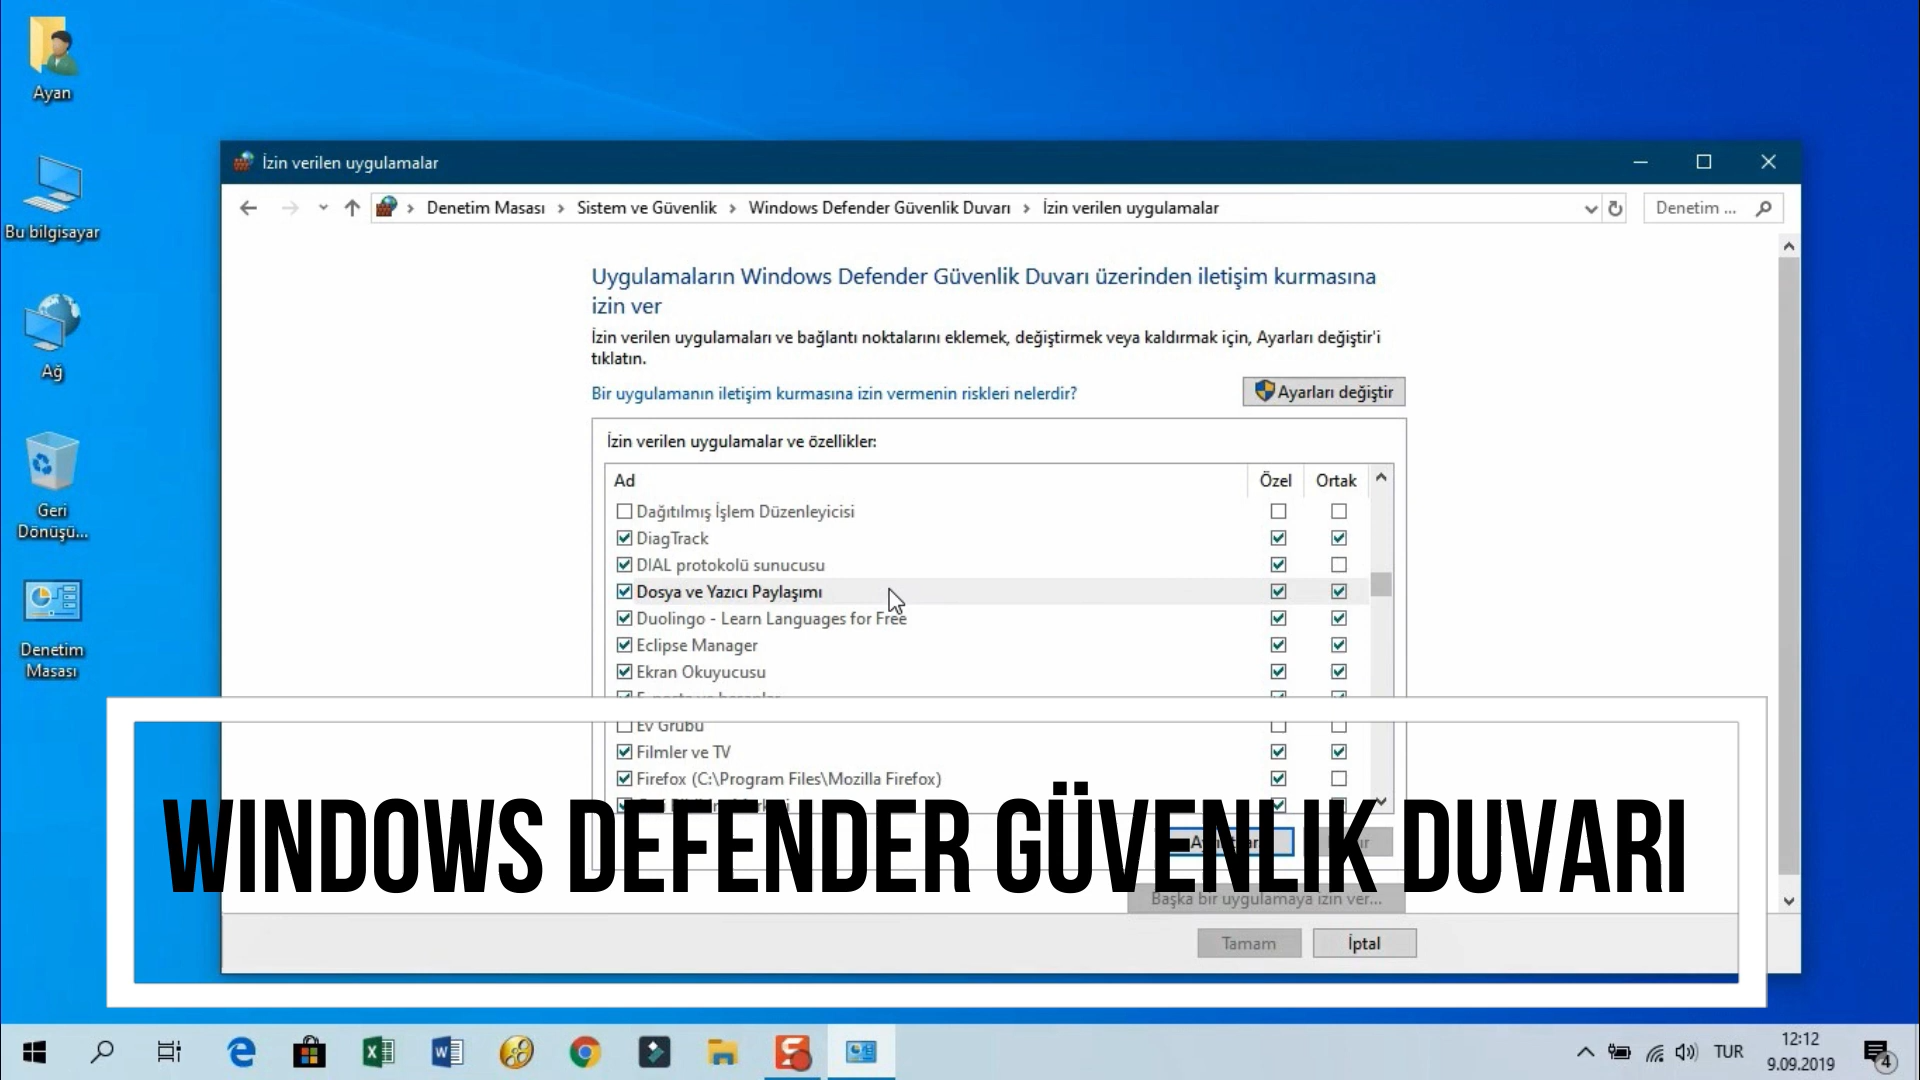 Ayan
Bu bilgisayar
Ağ
Geri
Dönüşü...
Denetim
Masası
İzin verilen uygulamalar
Denetim Masası > Sistem ve Güvenlik > Windows Defender Güvenlik Duvarı > İzin verilen uygulamalar
Denetim ...
Uygulamaların Windows Defender Güvenlik Duvarı üzerinden iletişim kurmasına
izin ver
İzin verilen uygulamaları ve bağlantı noktalarını eklemek, değiştirmek veya kaldırmak için, Ayarları değiştir'i
tıklatın.
Bir uygulamanın iletişim kurmasına izin vermenin riskleri nelerdir?
Ayarları değiştir
İzin verilen uygulamalar ve özellikler:
Ad Özel Ortak
Dağıtılmış İşlem Düzenleyicisi
DiagTrack
DIAL protokolü sunucusu
Dosya ve Yazıcı Paylaşımı
Duolingo - Learn Languages for Free
Eclipse Manager
Ekran Okuyucusu
Ev Grubu
Filmler ve TV
Firefox (C:\Program Files\Mozilla Firefox)
WINDOWS DEFENDER GÜVENLİK DUVARI
Başka bir uygulamaya izin ver...
Tamam İptal
TUR
12:12
9.09.2019
4